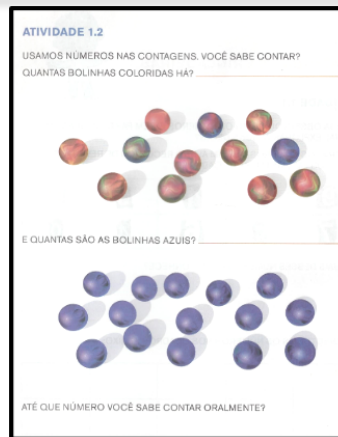 ATIVIDADE 1.2
USAMOS NÚMEROS NAS CONTAGENS. VOCÊ SABE CONTAR?
QUANTAS BOLINHAS COLORIDAS HÁ?
E QUANTAS SÃO AS BOLINHAS AZUIS?
ATÉ QUE NÚMERO VOCÊ SABE CONTAR ORALMENTE?